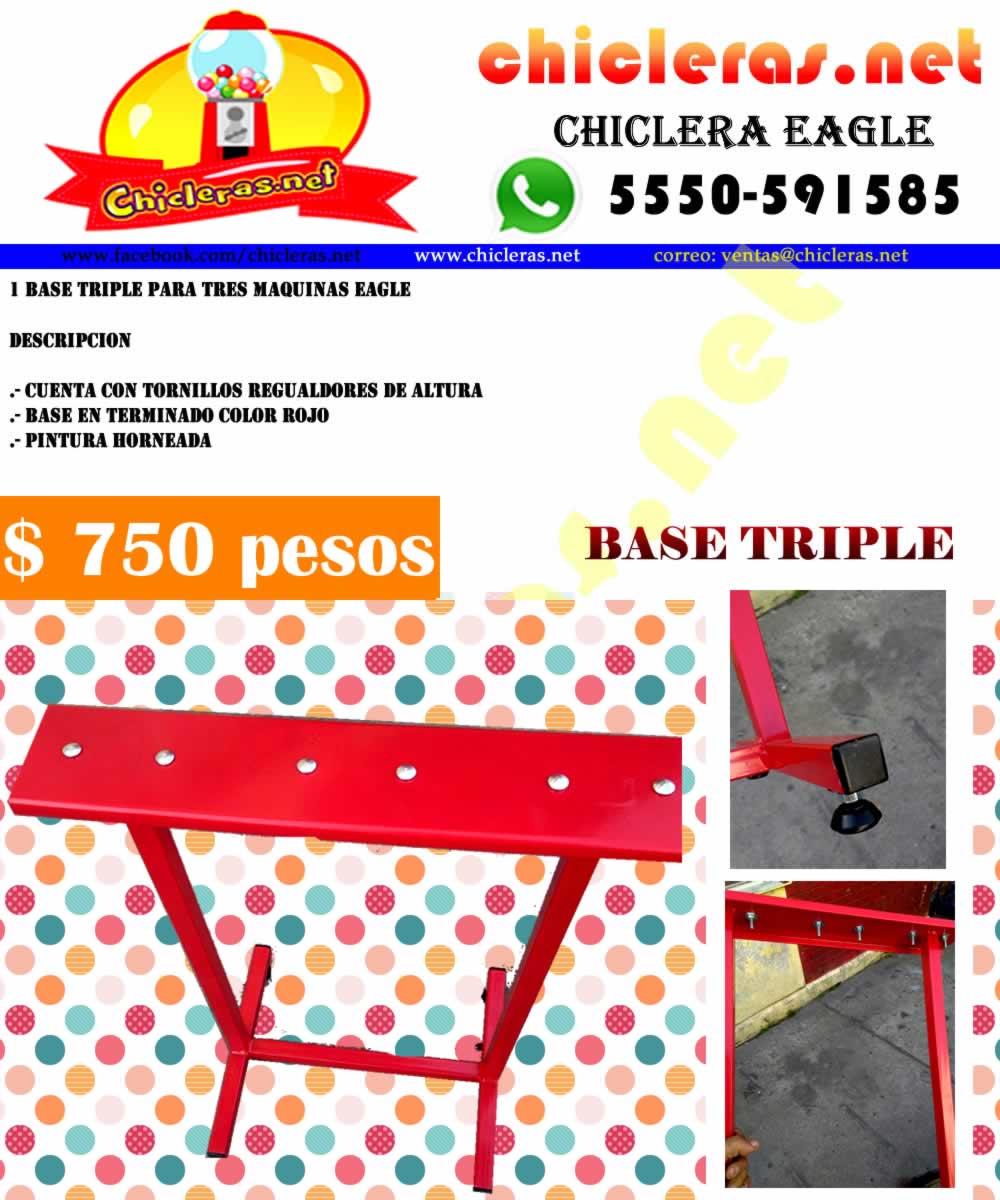 chicleras.net
CHICLERA EAGLE
Chicleras.net
5550-591585
www.facebook.com/chicleras.net www.chicleras.net correo: ventas@chicleras.net
1 BASE TRIPLE PARA TRES MAQUINAS EAGLE
DESCRIPCION
.- CUENTA CON TORNILLOS REGUALDORES DE ALTURA
.- BASE EN TERMINADO COLOR ROJO
.- PINTURA HORNEADA
$ 750 pesos
BASE TRIPLE
s.net